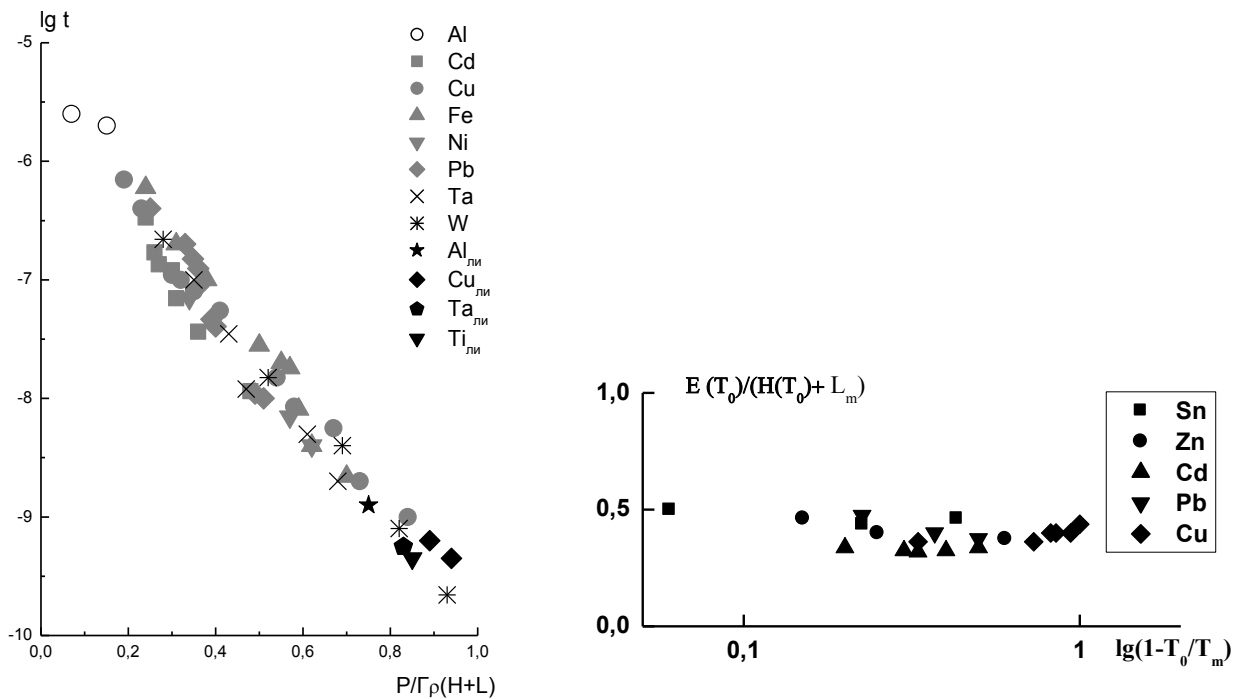 lg t
-5
-6
-7
-8
-9
-10
0,0 0,2 0,4 0,6 0,8 1,0
P/Γρ(H+L)
Al
Cd
Cu
Fe
Ni
Pb
Ta
W
Alли
Cuли
Taли
Tiли
E (T0)/(H(T0)+ Lm)
1,0
0,5
0,0
0,1 1
lg(1-T0/Tm)
Sn
Zn
Cd
Pb
Cu